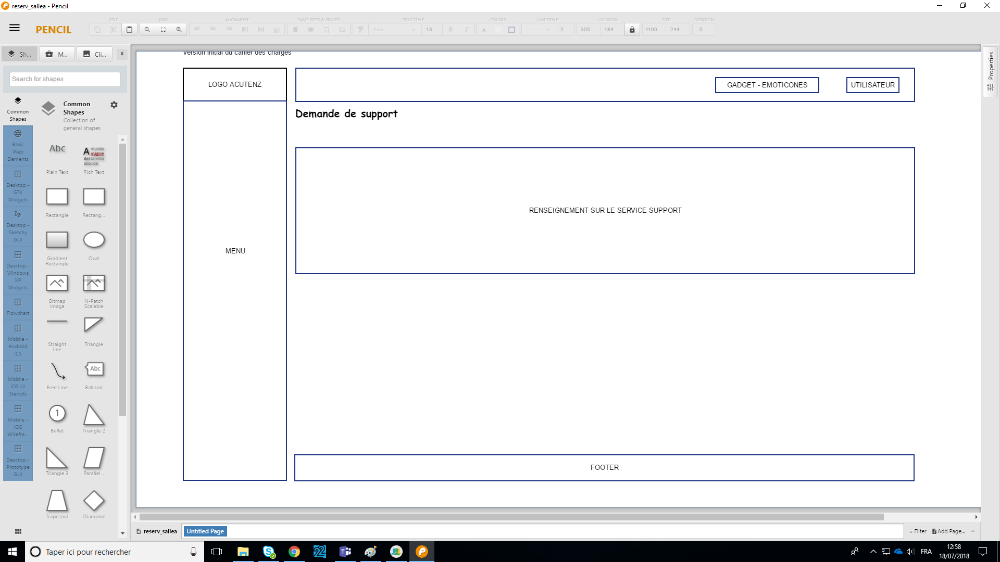 reserv_sallea - Pencil
PENCIL
EDIT
100%
ALIGNMENT
SAME SIZES & SPACES
TEXT STYLE
COLORS
LINE STYLE
LOCATION
SIZE
ROTATION
Arial
13
B
I
A
2
305
184
1190
244
0
Sh...
M...
Cli...
Search for shapes
Common Shapes
Collection of general shapes
Common Shapes
Basic Web Elements
Desktop - GTK Widgets
Desktop - Sketchy GUI
Desktop - Windows XP Widgets
Flowchart
Mobile - Android ICS
Mobile - iOS UI Stencils
Mobile - iOS Wirefra...
Desktop - Prototype GUI
Abc
A mundu
magine
del tannito
abscidit
Plain Text
Rich Text
Rectangle
Rectang...
Gradient Rectangle
Oval
Bitmap Image
N-Patch Scalable
Straight line
Triangle
Abc
Free Line
Balloon
1
Bullet
Triangle 2
Triangle 3
Parallel...
Trapezoid
Diamond
Version initial du cahier des charges
LOGO ACUTENZ
GADGET - EMOTICONES
UTILISATEUR
Demande de support
RENSEIGNEMENT SUR LE SERVICE SUPPORT
MENU
FOOTER
Properties
reserv_sallea
Untitled Page
Filter
Add Page...
Taper ici pour rechercher
22
FRA
12:58
18/07/2018